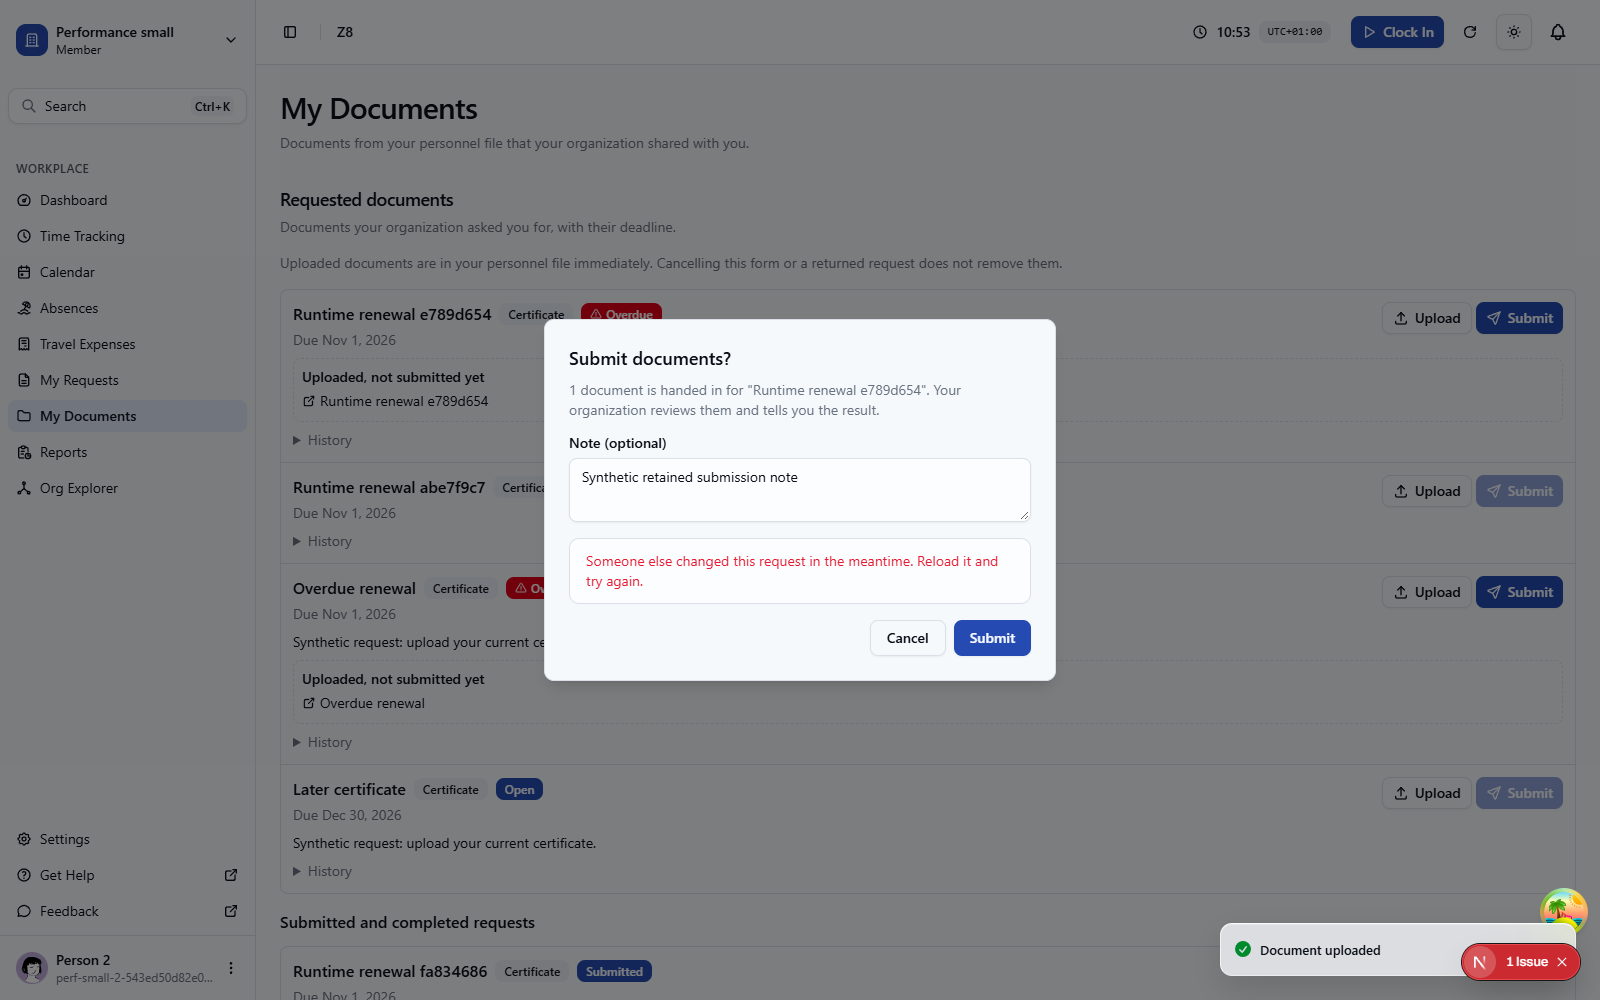 Performance small
Member
Search
Ctrl+K
WORKPLACE
Dashboard
Time Tracking
Calendar
Absences
Travel Expenses
My Requests
My Documents
Reports
Org Explorer
Settings
Get Help
Feedback
Person 2
perf-small-2-543ed50d82e0...
Z8
10:53
UTC+01:00
Clock In
My Documents
Documents from your personnel file that your organization shared with you.
Requested documents
Documents your organization asked you for, with their deadline.
Uploaded documents are in your personnel file immediately. Cancelling this form or a returned request does not remove them.
Runtime renewal e789d654 Certificate Overdue
Upload Submit
Due Nov 1, 2026
Uploaded, not submitted yet
Runtime renewal e789d654
History
Runtime renewal abe7f9c7
Upload Submit
Due Nov 1, 2026
History
Overdue renewal Certificate
Upload Submit
Due Nov 1, 2026
Synthetic request: upload your current
Uploaded, not submitted yet
Overdue renewal
History
Later certificate Certificate Open
Upload Submit
Due Dec 30, 2026
Synthetic request: upload your current certificate.
History
Submitted and completed requests
Runtime renewal fa834686 Certificate Submitted
Due Nov 1, 2026
Submit documents?
1 document is handed in for "Runtime renewal e789d654". Your
organization reviews them and tells you the result.
Note (optional)
Synthetic retained submission note
Someone else changed this request in the meantime. Reload it and
try again.
Cancel
Submit
Document uploaded
N 1 Issue